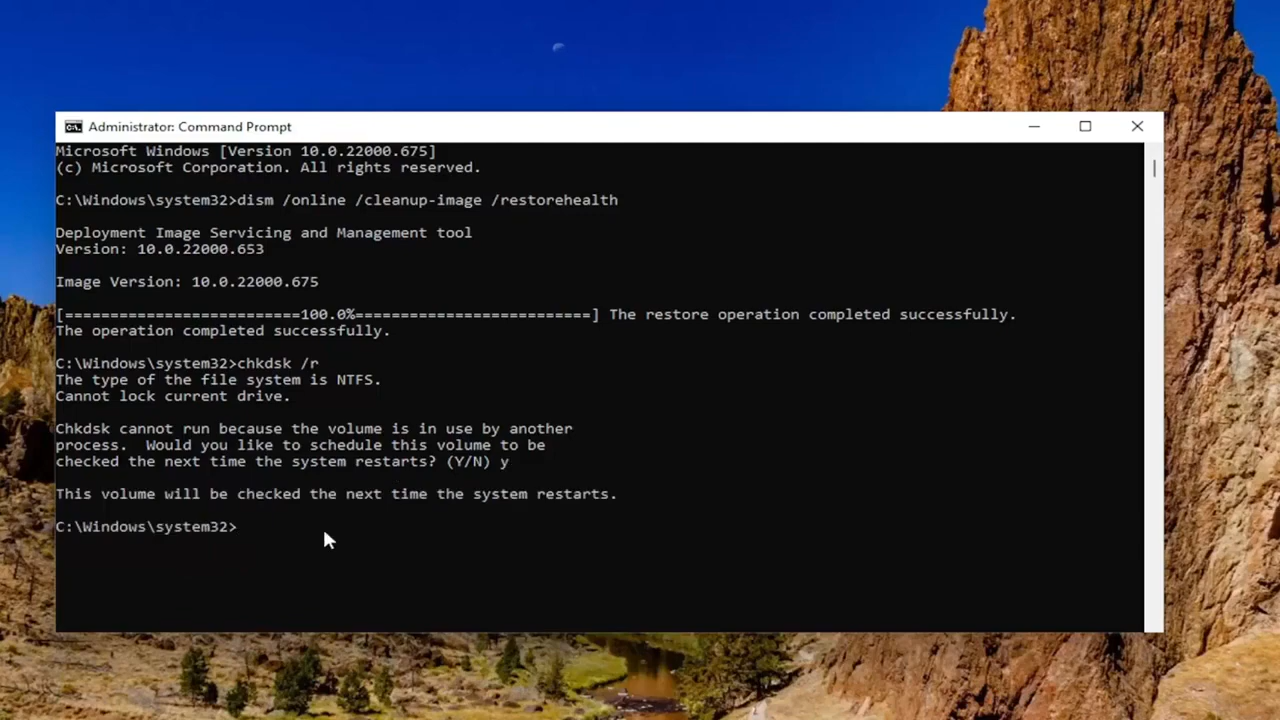 Administrator: Command Prompt
Microsoft Windows [Version 10.0.22000.675]
(c) Microsoft Corporation. All rights reserved.
C:\Windows\system32>dism /online /cleanup-image /restorehealth
Deployment Image Servicing and Management tool
Version: 10.0.22000.653
Image Version: 10.0.22000.675
[==========================100.0%==========================] The restore operation completed successfully.
The operation completed successfully.
C:\Windows\system32>chkdsk /r
The type of the file system is NTFS.
Cannot lock current drive.
Chkdsk cannot run because the volume is in use by another
process.  Would you like to schedule this volume to be
checked the next time the system restarts? (Y/N) y
This volume will be checked the next time the system restarts.
C:\Windows\system32>